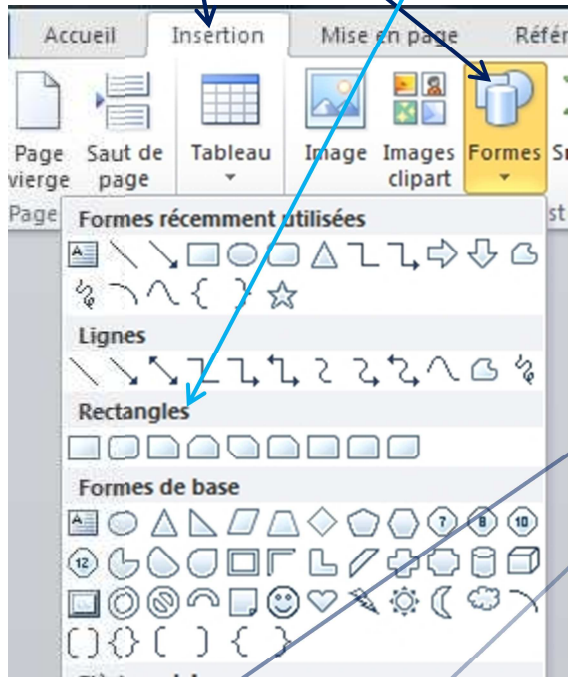 Accueil Insertion Mise en page
Page vierge Saut de page Tableau Image Images clipart Formes
Page
Formes récemment utilisées
Lignes
Rectangles
Formes de base
7 8 10
12